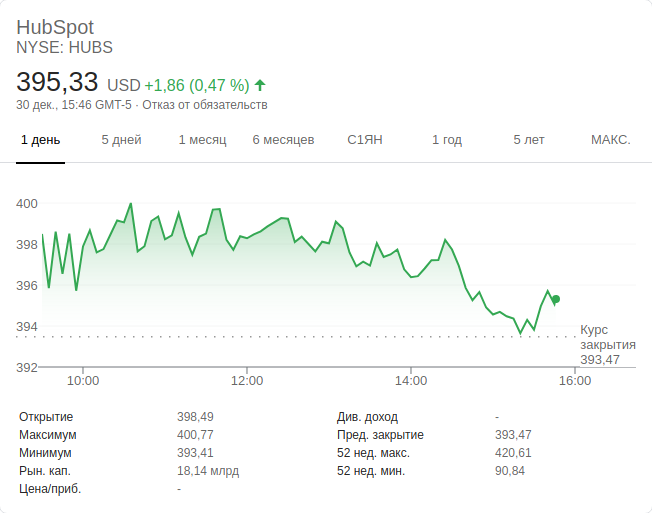 HubSpot
NYSE: HUBS
395,33 USD +1,86 (0,47 %)
30 дек., 15:46 GMT-5 · Отказ от обязательств
1 день 5 дней 1 месяц 6 месяцев С1ЯН 1 год 5 лет МАКС.
400
398
396
394
392
Курс
закрытия
393,47
10:00 12:00 14:00 16:00
Открытие 398,49 Див. доход -
Максимум 400,77 Пред. закрытие 393,47
Минимум 393,41 52 нед. макс. 420,61
Рын. кап. 18,14 млрд 52 нед. мин. 90,84
Цена/приб. -